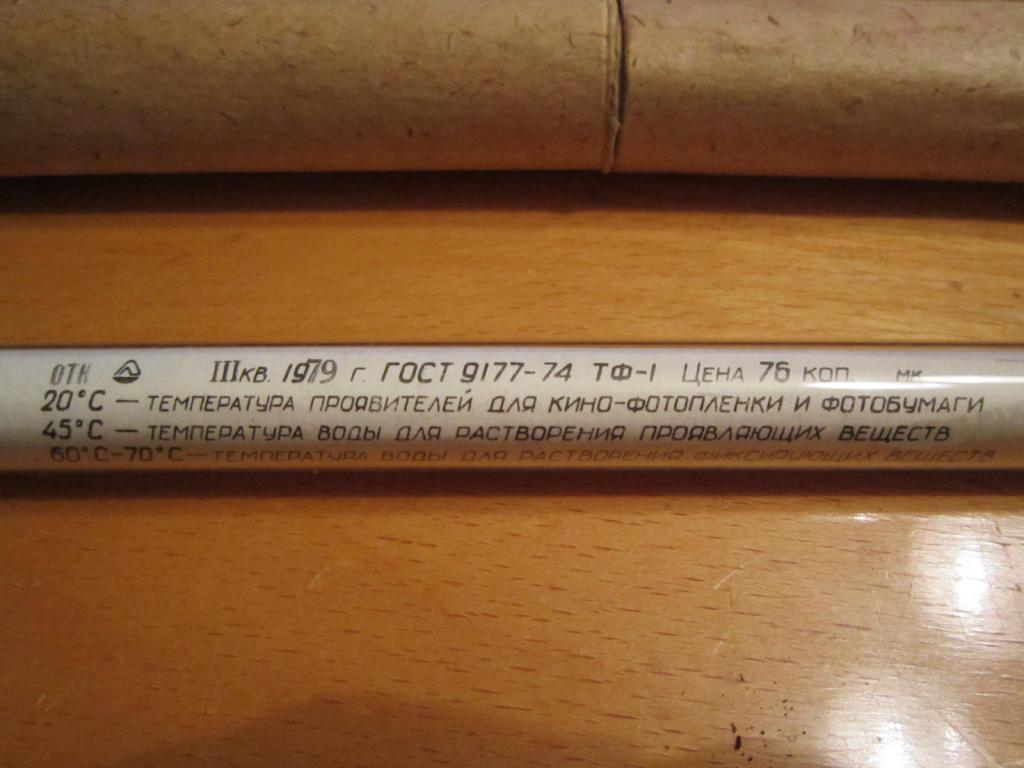 ОТК IIIкв. 1979 г. ГОСТ 9177-74 ТФ-1 ЦЕНА 76 КОП. МК
20°С — ТЕМПЕРАТУРА ПРОЯВИТЕЛЕЙ ДЛЯ КИНО-ФОТОПЛЕНКИ И ФОТОБУМАГИ
45°С — ТЕМПЕРАТУРА ВОДЫ ДЛЯ РАСТВОРЕНИЯ ПРОЯВЛЯЮЩИХ ВЕЩЕСТВ
60°С-70°С — ТЕМПЕРАТУРА ВОДЫ ДЛЯ РАСТВОРЕНИЯ ФИКСИРУЮЩИХ ВЕЩЕСТВ